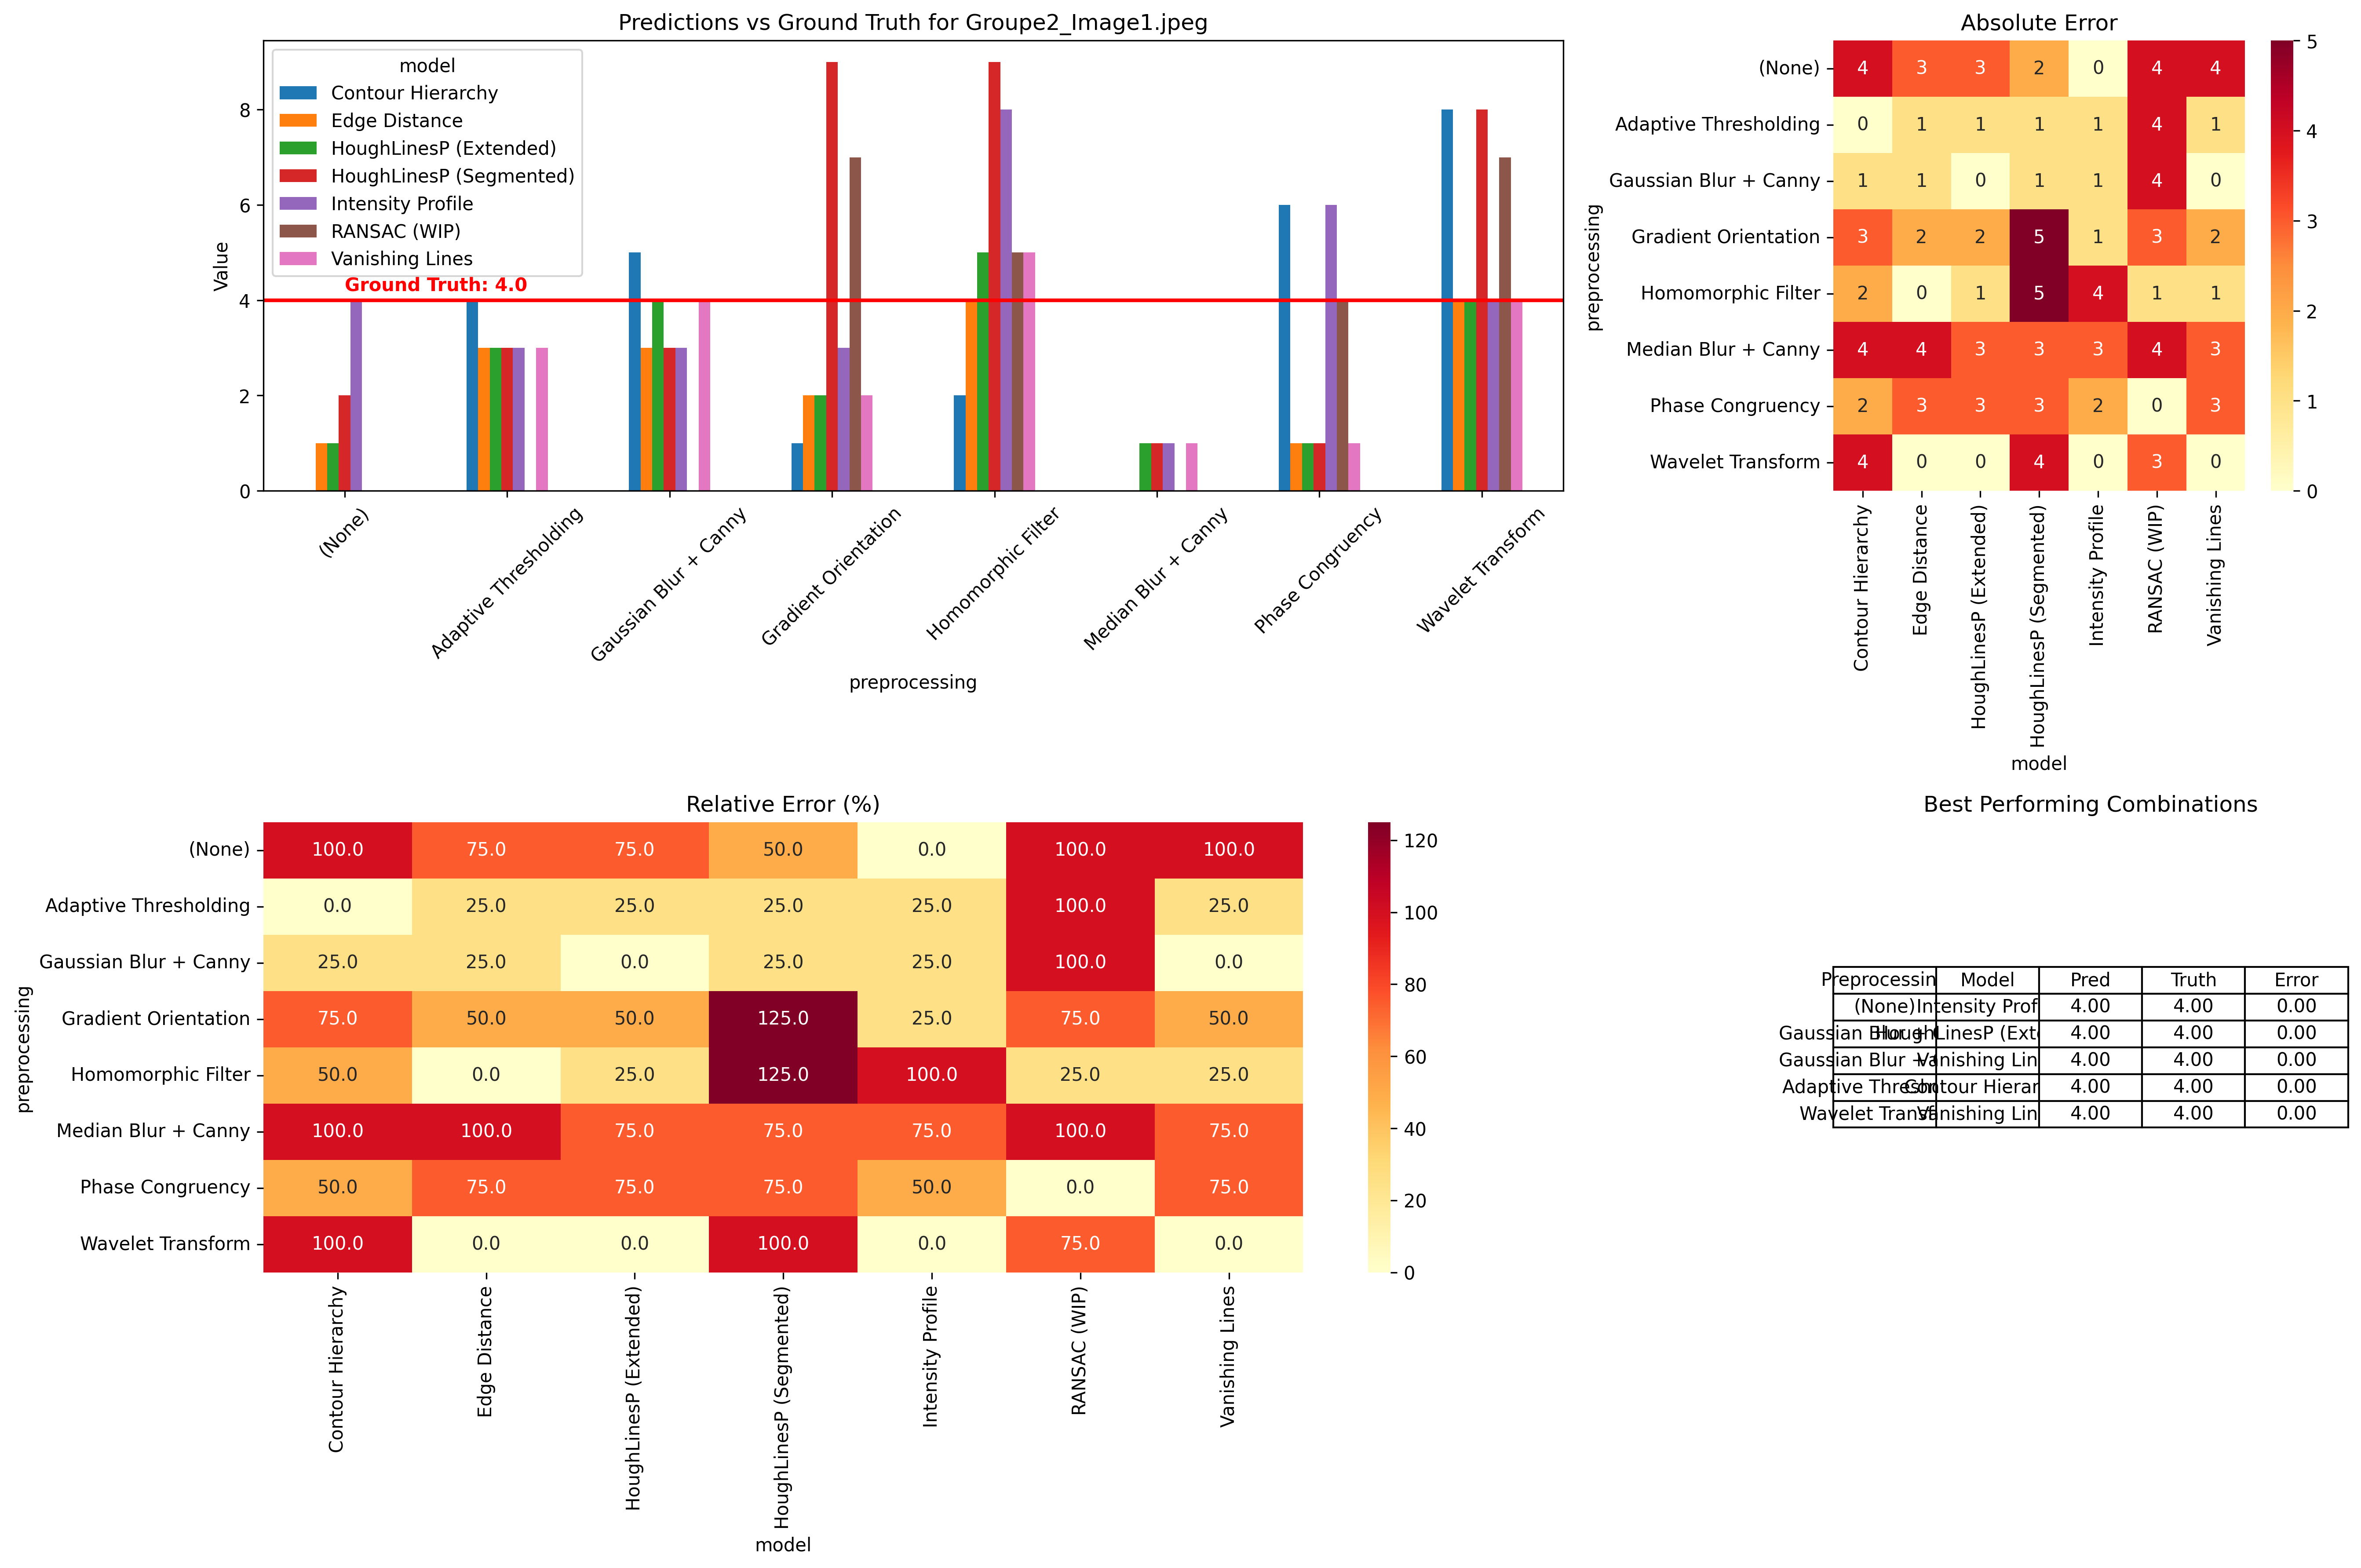 Predictions vs Ground Truth for Groupe2_Image1.jpeg
model
Contour Hierarchy
Edge Distance
HoughLinesP (Extended)
HoughLinesP (Segmented)
Intensity Profile
RANSAC (WIP)
Vanishing Lines
Ground Truth: 4.0
Value
8
6
4
2
0
(None)
Adaptive Thresholding
Gaussian Blur + Canny
Gradient Orientation
Homomorphic Filter
Median Blur + Canny
Phase Congruency
Wavelet Transform
preprocessing
Absolute Error
preprocessing
(None) 4 3 3 2 0 4 4
Adaptive Thresholding 0 1 1 1 1 4 1
Gaussian Blur + Canny 1 1 0 1 1 4 0
Gradient Orientation 3 2 2 5 1 3 2
Homomorphic Filter 2 0 1 5 4 1 1
Median Blur + Canny 4 4 3 3 3 4 3
Phase Congruency 2 3 3 3 2 0 3
Wavelet Transform 4 0 0 4 0 3 0
Contour Hierarchy
Edge Distance
HoughLinesP (Extended)
HoughLinesP (Segmented)
Intensity Profile
RANSAC (WIP)
Vanishing Lines
model
5
4
3
2
1
0
Relative Error (%)
preprocessing
(None) 100.0 75.0 75.0 50.0 0.0 100.0 100.0
Adaptive Thresholding 0.0 25.0 25.0 25.0 25.0 100.0 25.0
Gaussian Blur + Canny 25.0 25.0 0.0 25.0 25.0 100.0 0.0
Gradient Orientation 75.0 50.0 50.0 125.0 25.0 75.0 50.0
Homomorphic Filter 50.0 0.0 25.0 125.0 100.0 25.0 25.0
Median Blur + Canny 100.0 100.0 75.0 75.0 75.0 100.0 75.0
Phase Congruency 50.0 75.0 75.0 75.0 50.0 0.0 75.0
Wavelet Transform 100.0 0.0 0.0 100.0 0.0 75.0 0.0
Contour Hierarchy
Edge Distance
HoughLinesP (Extended)
HoughLinesP (Segmented)
Intensity Profile
RANSAC (WIP)
Vanishing Lines
model
120
100
80
60
40
20
0
Best Performing Combinations
Preprocessin Model Pred Truth Error
(None) Intensity Prof 4.00 4.00 0.00
Gaussian LinesP 4.00 4.00 0.00
Gaussian Blur Vanishing Lin 4.00 4.00 0.00
Adaptive Hierar 4.00 4.00 0.00
Wavelet Vanishing Lin 4.00 4.00 0.00